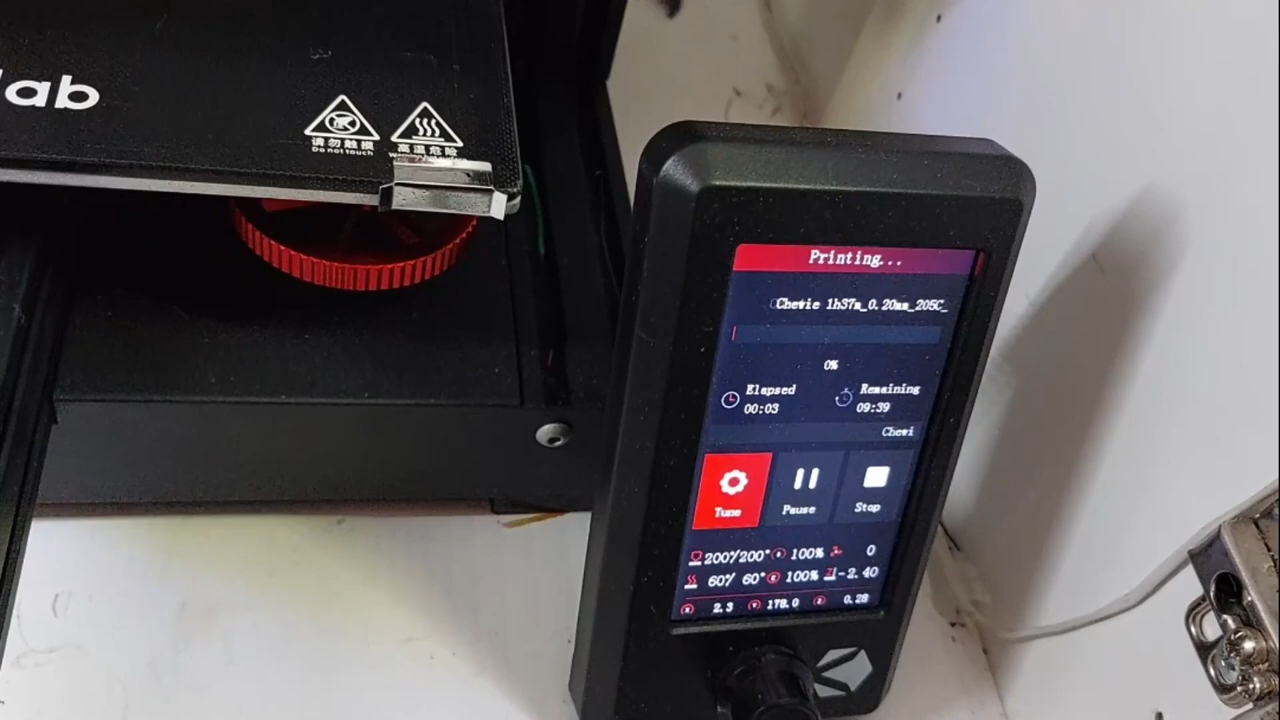 lab
请勿触摸
Do not touch
高温危险
Printing...
Chewie 1h37m_0.20mm_205C_
0%
Elapsed
00:03
Remaining
09:39
Chewi
Tune
Pause
Stop
200/200° 100% 0
60/ 60° 100% -2.40
X 2.3 Y 178.0 Z 0.28